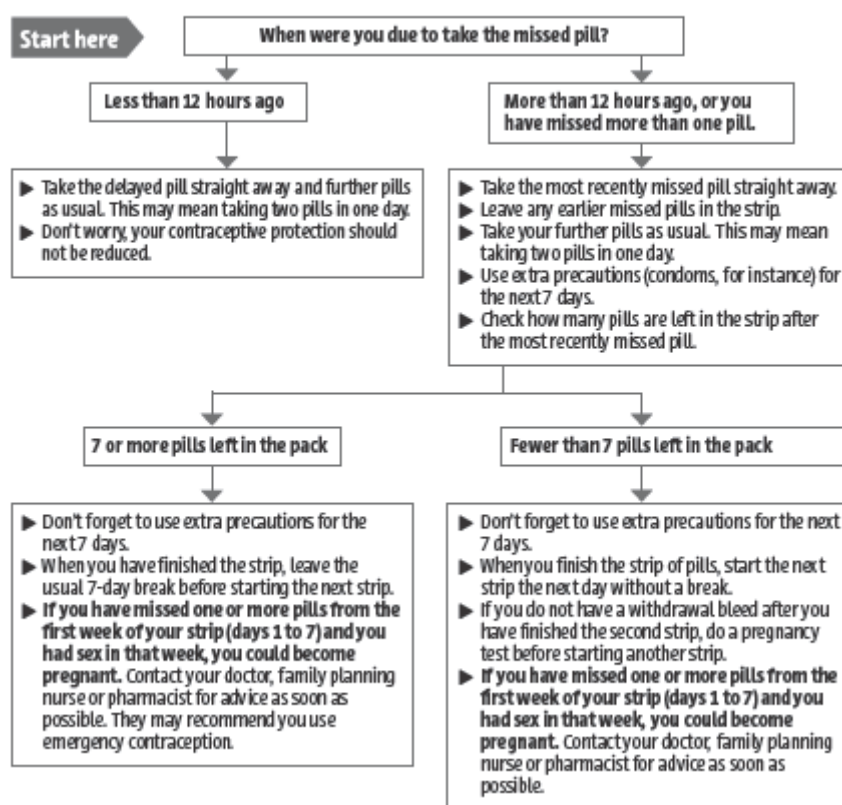 Start here
When were you due to take the missed pill?
Less than 12 hours ago
More than 12 hours ago, or you
have missed more than one pill.
▶ Take the delayed pill straight away and further pills
as usual. This may mean taking two pills in one day.
▶ Don't worry, your contraceptive protection should
not be reduced.
▶ Take the most recently missed pill straight away.
▶ Leave any earlier missed pills in the strip.
▶ Take your further pills as usual. This may mean
taking two pills in one day.
▶ Use extra precautions (condoms, for instance) for
the next 7 days.
▶ Check how many pills are left in the strip after
the most recently missed pill.
7 or more pills left in the pack
Fewer than 7 pills left in the pack
▶ Don't forget to use extra precautions for the
next 7 days.
▶ When you have finished the strip, leave the
usual 7-day break before starting the next strip.
▶ If you have missed one or more pills from the
first week of your strip (days 1 to 7) and you
had sex in that week, you could become
pregnant. Contact your doctor, family planning
nurse or pharmacist for advice as soon as
possible. They may recommend you use
emergency contraception.
▶ Don't forget to use extra precautions for the next
7 days.
▶ When you finish the strip of pills, start the next
strip the next day without a break.
▶ If you do not have a withdrawal bleed after you
have finished the second strip, do a pregnancy
test before starting another strip.
▶ If you have missed one or more pills from the
first week of your strip (days 1 to 7) and you
had sex in that week, you could become
pregnant. Contact your doctor, family planning
nurse or pharmacist for advice as soon as
possible.